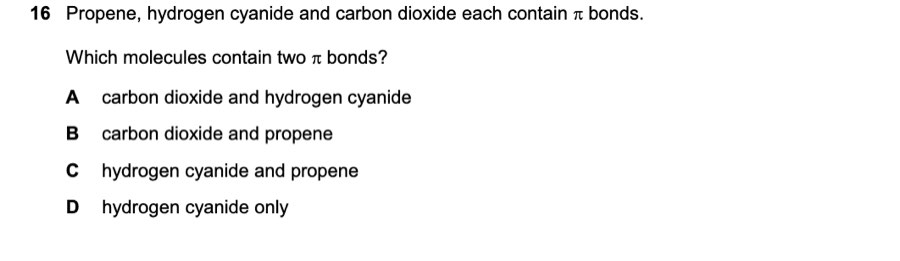 16 Propene, hydrogen cyanide and carbon dioxide each contain π bonds.
Which molecules contain two π bonds?
A carbon dioxide and hydrogen cyanide
B carbon dioxide and propene
C hydrogen cyanide and propene
D hydrogen cyanide only